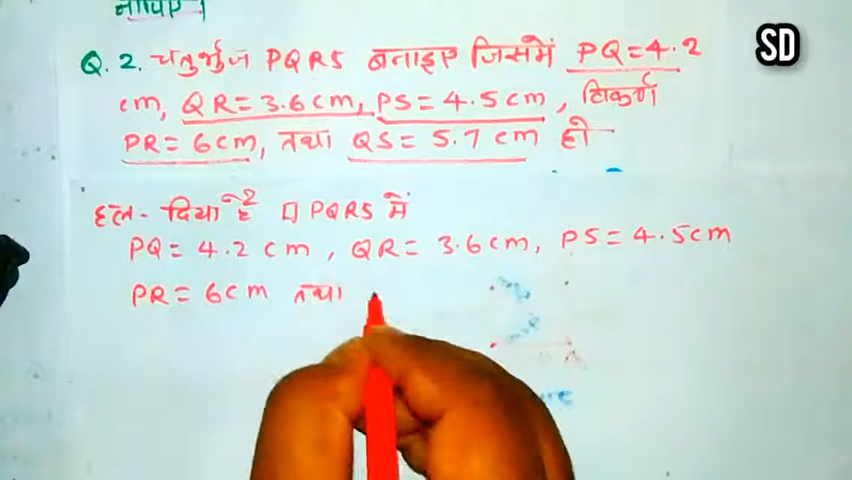 नापिए।
SD
Q. 2. चतुर्भुज PQRS बनाइए जिसमें PQ = 4.2
cm, QR = 3.6 cm, PS = 4.5 cm, विकर्ण
PR = 6 cm, तथा QS = 5.7 cm हो
हल - दिया है □ PQRS में
PQ = 4.2 cm, QR = 3.6 cm, PS = 4.5 cm
PR = 6 cm तथा